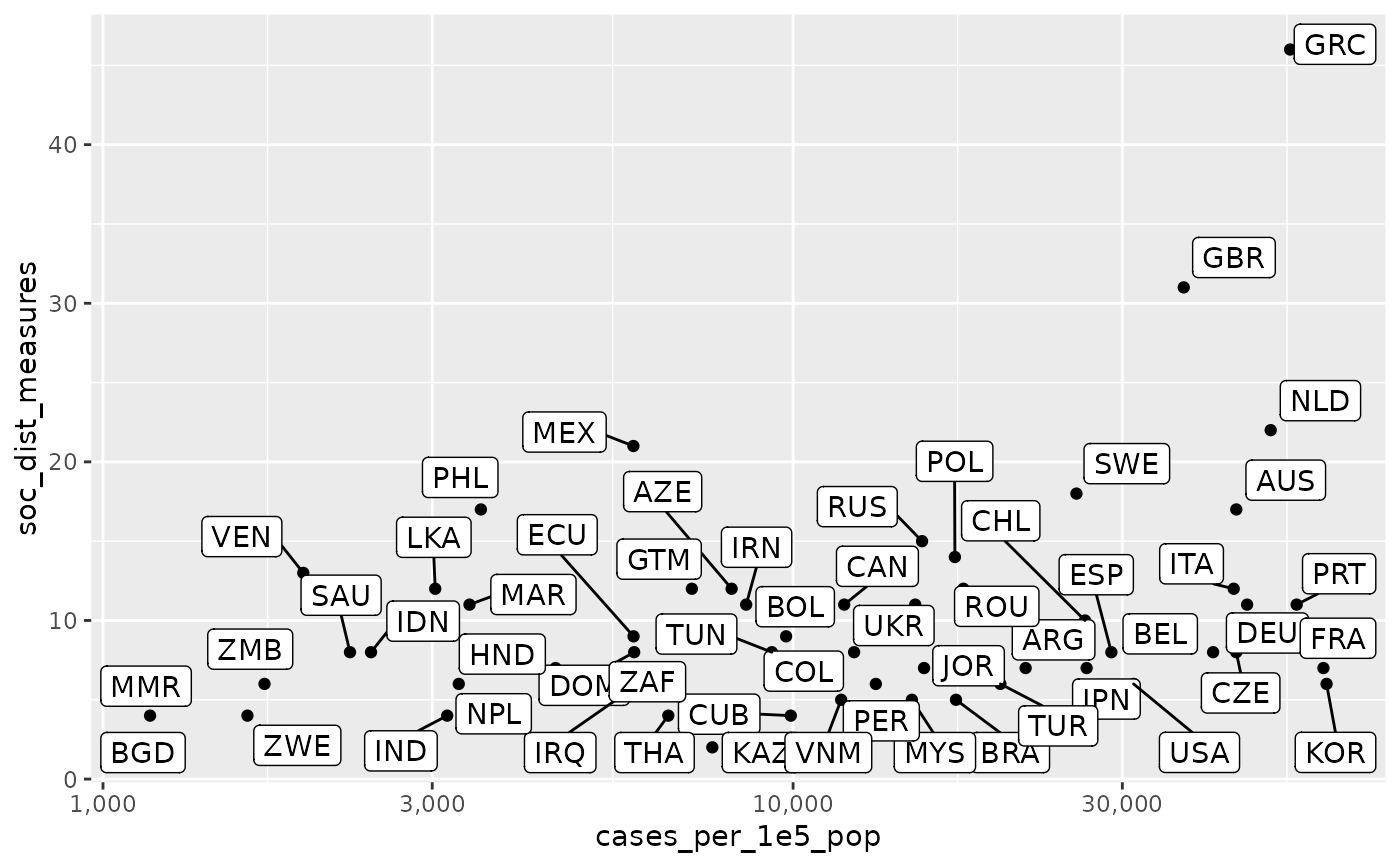 GRC
40
GBR
30
NLD
MEX
20
POL
SWE
PHL
AZE
AUS
RUS
CHL
VEN
LKA
ECU
IRN
GTM
CAN
ITA
ESP
PRT
SAU
MAR
BOL
ROU
IDN
10
UKR
TUN
BEL
DEU
FRA
ARG
ZMB
HND
COL
JOR
MMR
DOM
ZAF
JPN
CZE
NPL
CUB
PER
TUR
BGD
ZWE
IND
IRQ
THA
KAZ
VNM
MYS
BRA
USA
KOR
0
1,000
3,000
10,000
30,000
cases_per_1e5_pop
soc_dist_measures